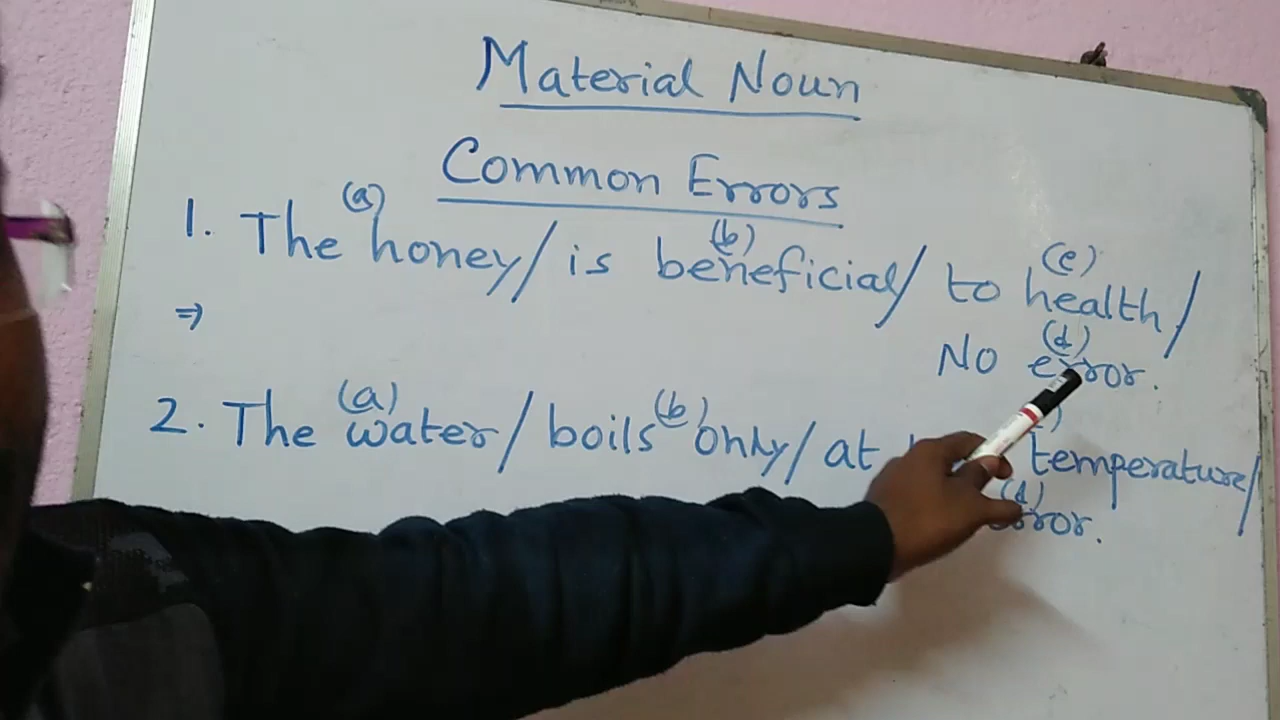 Material Noun
Common Errors
(a) (b) (c)
1. The honey/ is beneficial/ to health/
(d)
⇒ No error.
(a) (b)
2. The water/ boils only/ at temperature/
(d)
error.